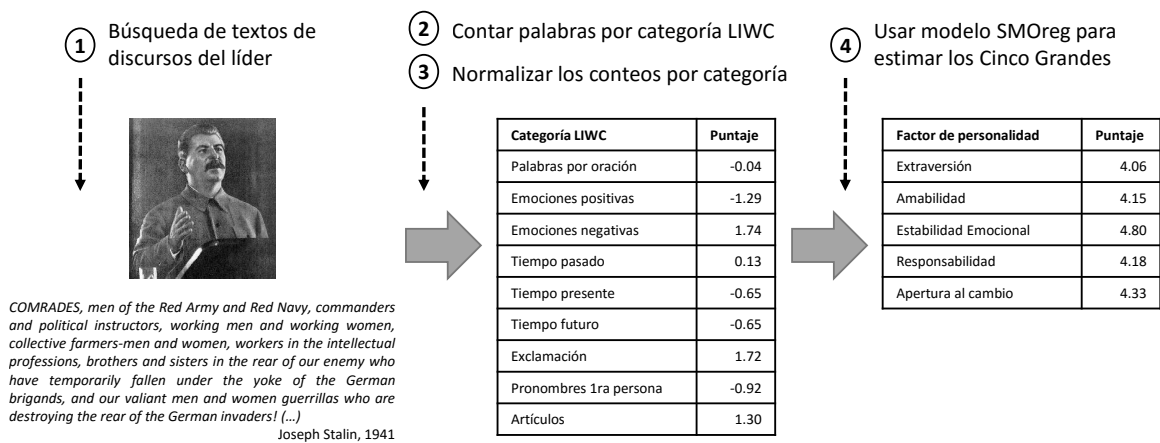 1
Búsqueda de textos de
discursos del líder
COMRADES, men of the Red Army and Red Navy, commanders
and political instructors, working men and working women,
collective farmers-men and women, workers in the intellectual
professions, brothers and sisters in the rear of our enemy who
have temporarily fallen under the yoke of the German
brigands, and our valiant men and women guerrillas who are
destroying the rear of the German invaders! (...)
Joseph Stalin, 1941
2 Contar palabras por categoría LIWC
3 Normalizar los conteos por categoría
Categoría LIWC Puntaje
Palabras por oración -0.04
Emociones positivas -1.29
Emociones negativas 1.74
Tiempo pasado 0.13
Tiempo presente -0.65
Tiempo futuro -0.65
Exclamación 1.72
Pronombres 1ra persona -0.92
Artículos 1.30
4
Usar modelo SMOreg para
estimar los Cinco Grandes
Factor de personalidad Puntaje
Extraversión 4.06
Amabilidad 4.15
Estabilidad Emocional 4.80
Responsabilidad 4.18
Apertura al cambio 4.33